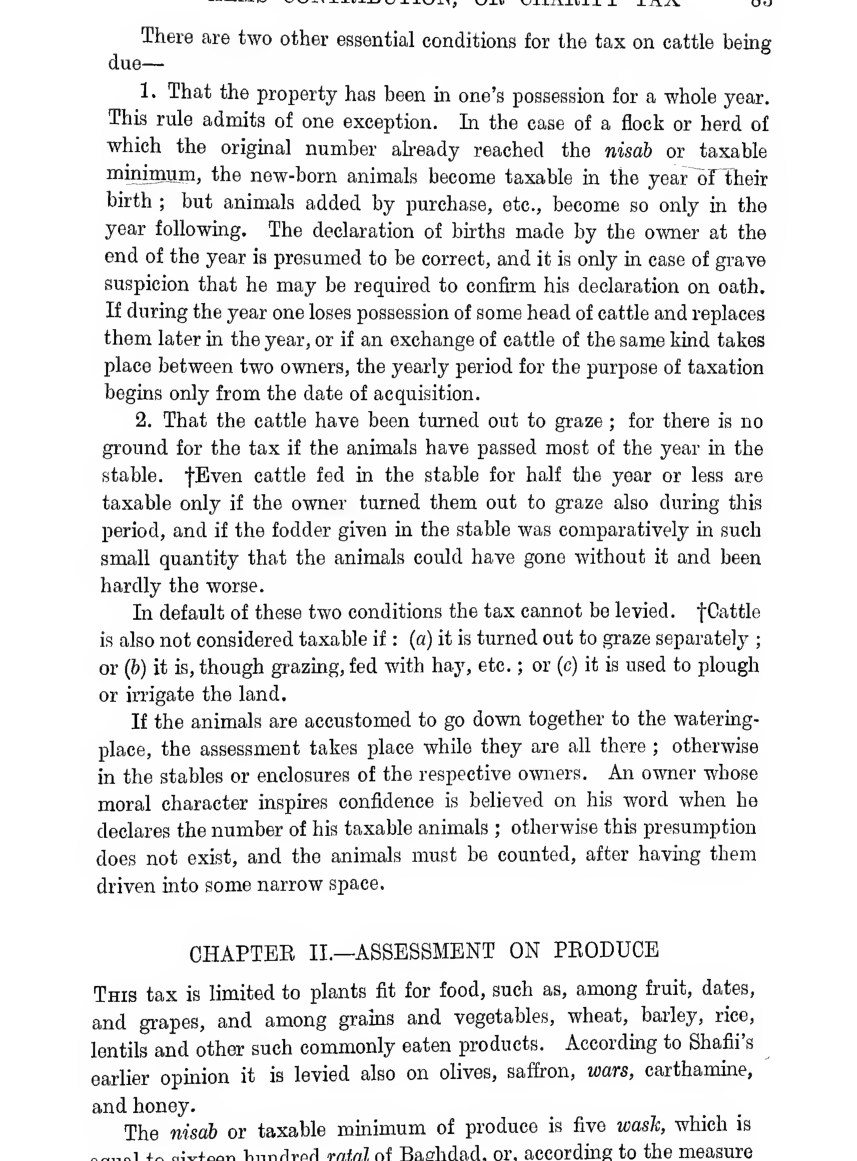 CONTRIBUTION, OR CHARITY TAX 85
There are two other essential conditions for the tax on cattle being
due—
1. That the property has been in one's possession for a whole year.
This rule admits of one exception. In the case of a flock or herd of
which the original number already reached the nisab or taxable
minimum, the new-born animals become taxable in the year of their
birth ; but animals added by purchase, etc., become so only in the
year following. The declaration of births made by the owner at the
end of the year is presumed to be correct, and it is only in case of grave
suspicion that he may be required to confirm his declaration on oath.
If during the year one loses possession of some head of cattle and replaces
them later in the year, or if an exchange of cattle of the same kind takes
place between two owners, the yearly period for the purpose of taxation
begins only from the date of acquisition.
2. That the cattle have been turned out to graze ; for there is no
ground for the tax if the animals have passed most of the year in the
stable. †Even cattle fed in the stable for half the year or less are
taxable only if the owner turned them out to graze also during this
period, and if the fodder given in the stable was comparatively in such
small quantity that the animals could have gone without it and been
hardly the worse.
In default of these two conditions the tax cannot be levied. †Cattle
is also not considered taxable if : (a) it is turned out to graze separately ;
or (b) it is, though grazing, fed with hay, etc. ; or (c) it is used to plough
or irrigate the land.
If the animals are accustomed to go down together to the watering-
place, the assessment takes place while they are all there ; otherwise
in the stables or enclosures of the respective owners. An owner whose
moral character inspires confidence is believed on his word when he
declares the number of his taxable animals ; otherwise this presumption
does not exist, and the animals must be counted, after having them
driven into some narrow space.
CHAPTER II.—ASSESSMENT ON PRODUCE
THIS tax is limited to plants fit for food, such as, among fruit, dates,
and grapes, and among grains and vegetables, wheat, barley, rice,
lentils and other such commonly eaten products. According to Shafii's
earlier opinion it is levied also on olives, saffron, wars, carthamine,
and honey.
The nisab or taxable minimum of produce is five wask, which is
equal to sixteen hundred ratal of Baghdad, or, according to the measure